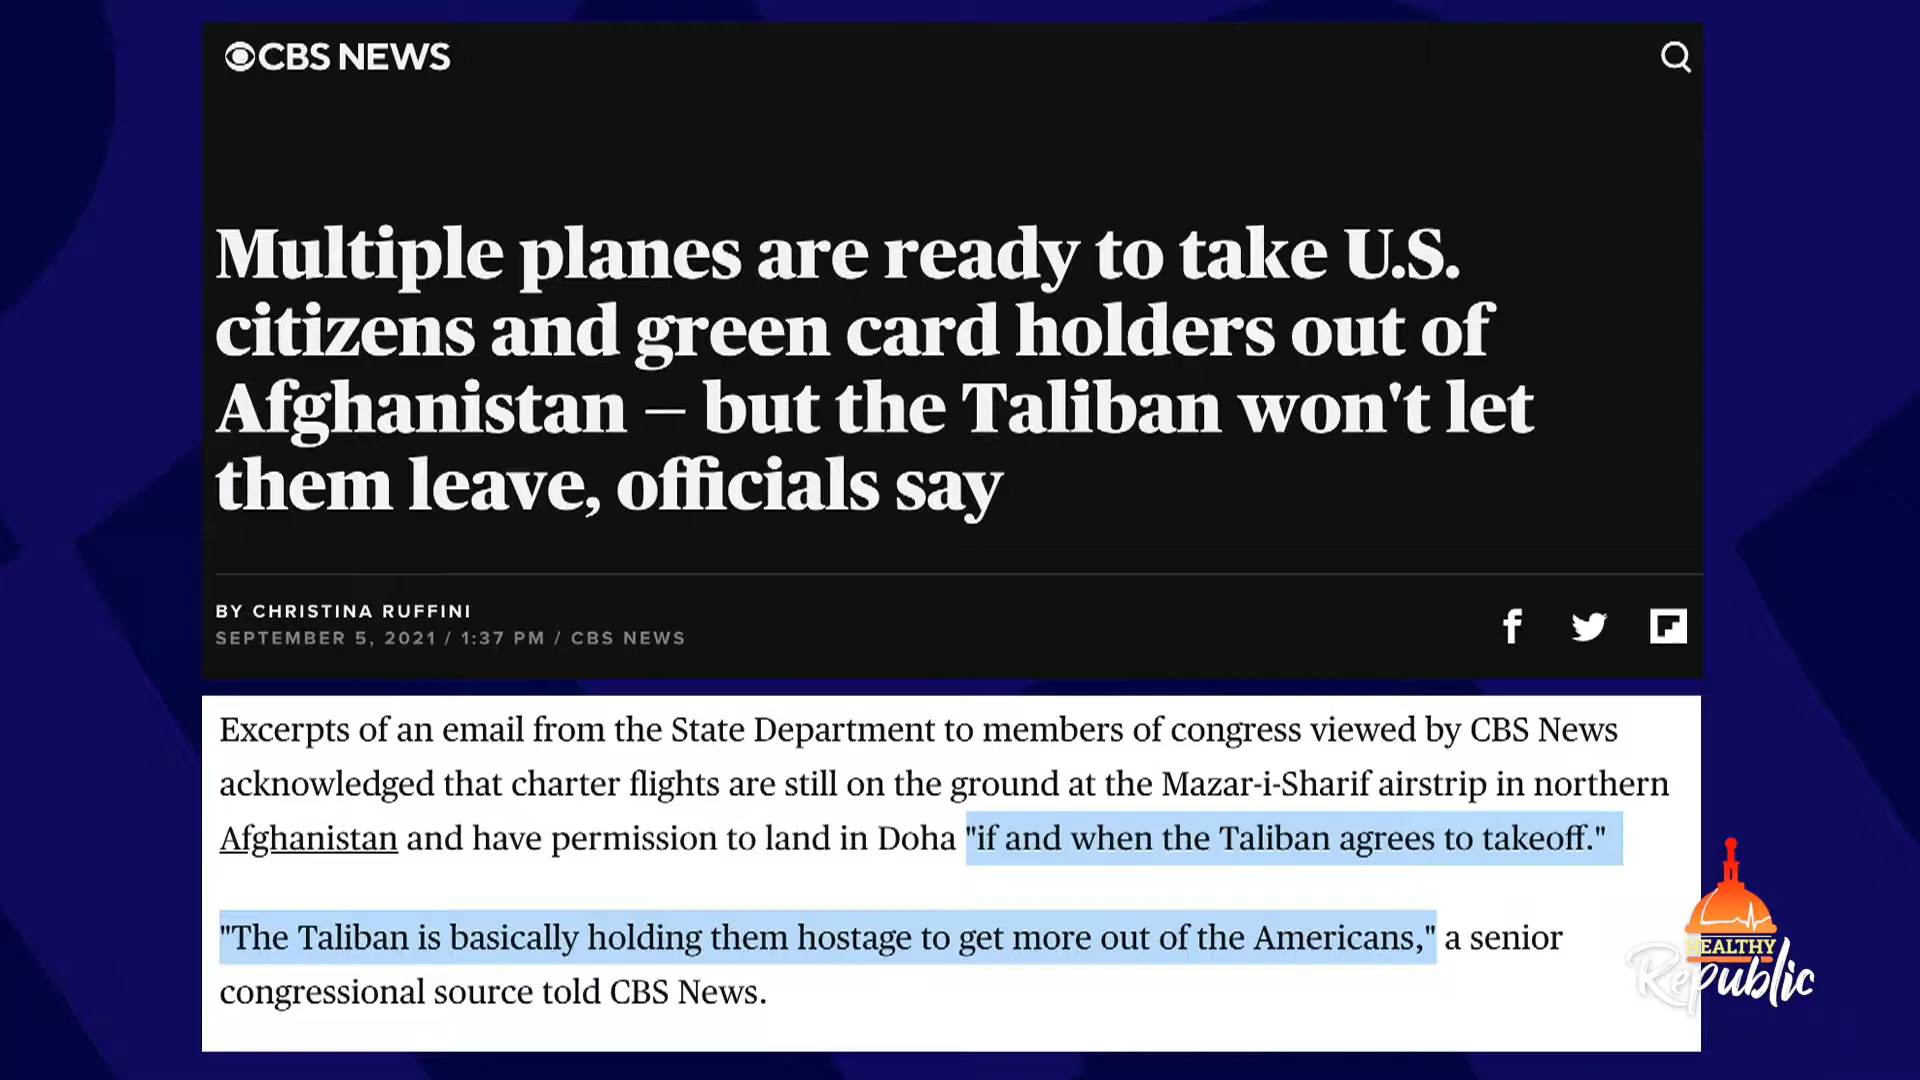 CBS NEWS
Multiple planes are ready to take U.S.
citizens and green card holders out of
Afghanistan – but the Taliban won't let
them leave, officials say
BY CHRISTINA RUFFINI
SEPTEMBER 5, 2021 / 1:37 PM / CBS NEWS
Excerpts of an email from the State Department to members of congress viewed by CBS News
acknowledged that charter flights are still on the ground at the Mazar-i-Sharif airstrip in northern
Afghanistan and have permission to land in Doha "if and when the Taliban agrees to takeoff."
"The Taliban is basically holding them hostage to get more out of the Americans," a senior
congressional source told CBS News.
HEALTHY
Republic